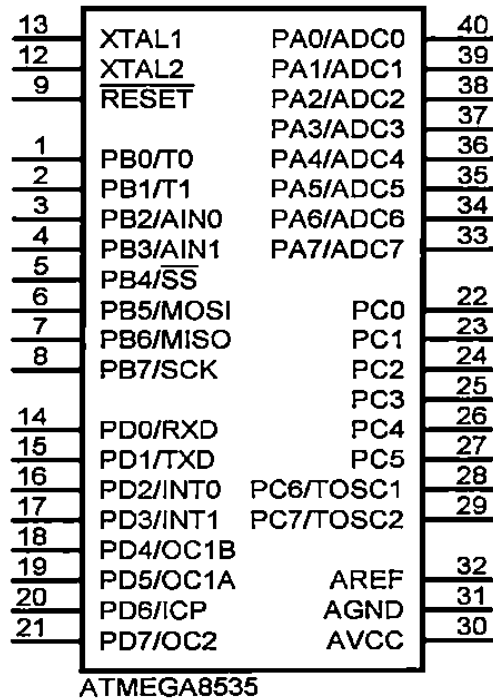 13 XTAL1 PA0/ADC0 40
12 XTAL2 PA1/ADC1 39
9 RESET PA2/ADC2 38
PA3/ADC3 37
1 PB0/T0 PA4/ADC4 36
2 PB1/T1 PA5/ADC5 35
3 PB2/AIN0 PA6/ADC6 34
4 PB3/AIN1 PA7/ADC7 33
5 PB4/SS
6 PB5/MOSI PC0 22
7 PB6/MISO PC1 23
8 PB7/SCK PC2 24
PC3 25
14 PD0/RXD PC4 26
15 PD1/TXD PC5 27
16 PD2/INT0 PC6/TOSC1 28
17 PD3/INT1 PC7/TOSC2 29
18 PD4/OC1B
19 PD5/OC1A AREF 32
20 PD6/ICP AGND 31
21 PD7/OC2 AVCC 30
ATMEGA8535